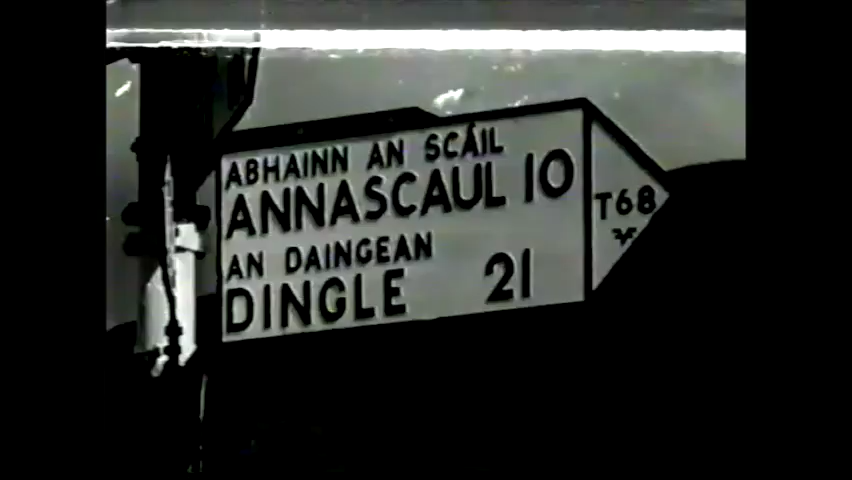 ABHAINN AN SCÁIL
ANNASCAUL 10
AN DAINGEAN
DINGLE 21
T68